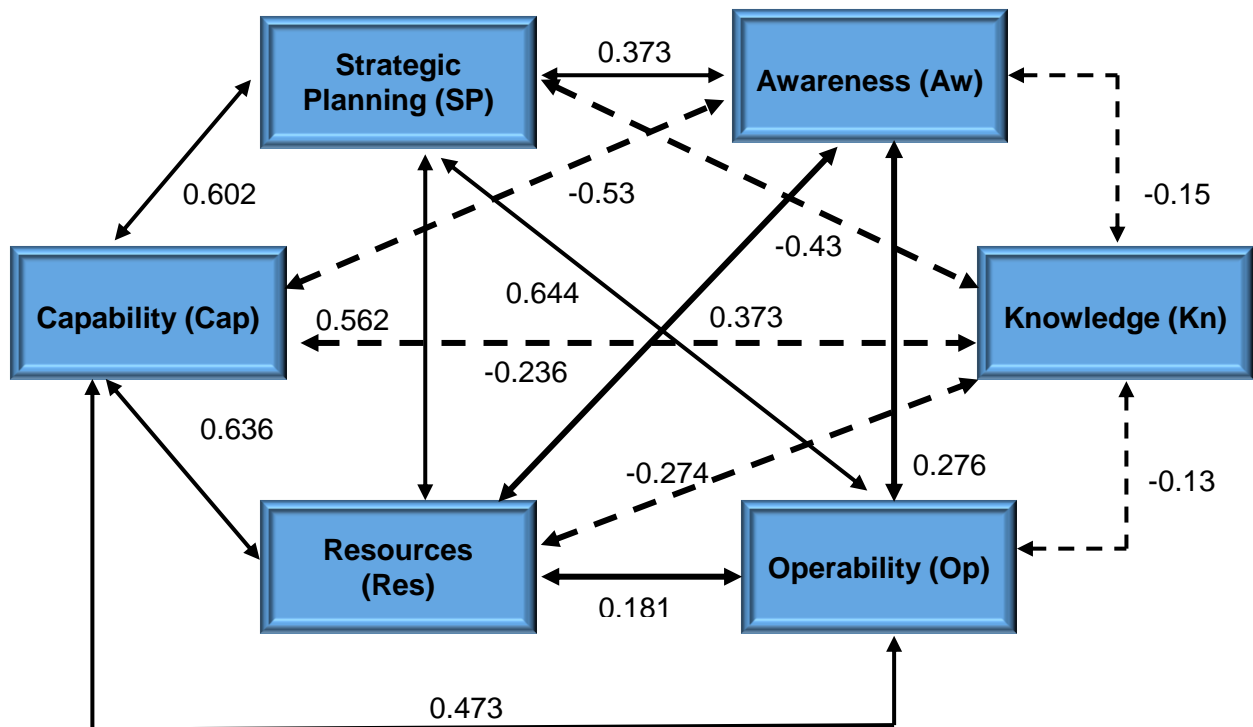 Strategic
Planning (SP)
0.373
Awareness (Aw)
0.602
-0.53
-0.15
-0.43
Capability (Cap)
0.644
Knowledge (Kn)
0.562
0.373
-0.236
0.636
-0.274
0.276
-0.13
Resources
(Res)
Operability (Op)
0.181
0.473